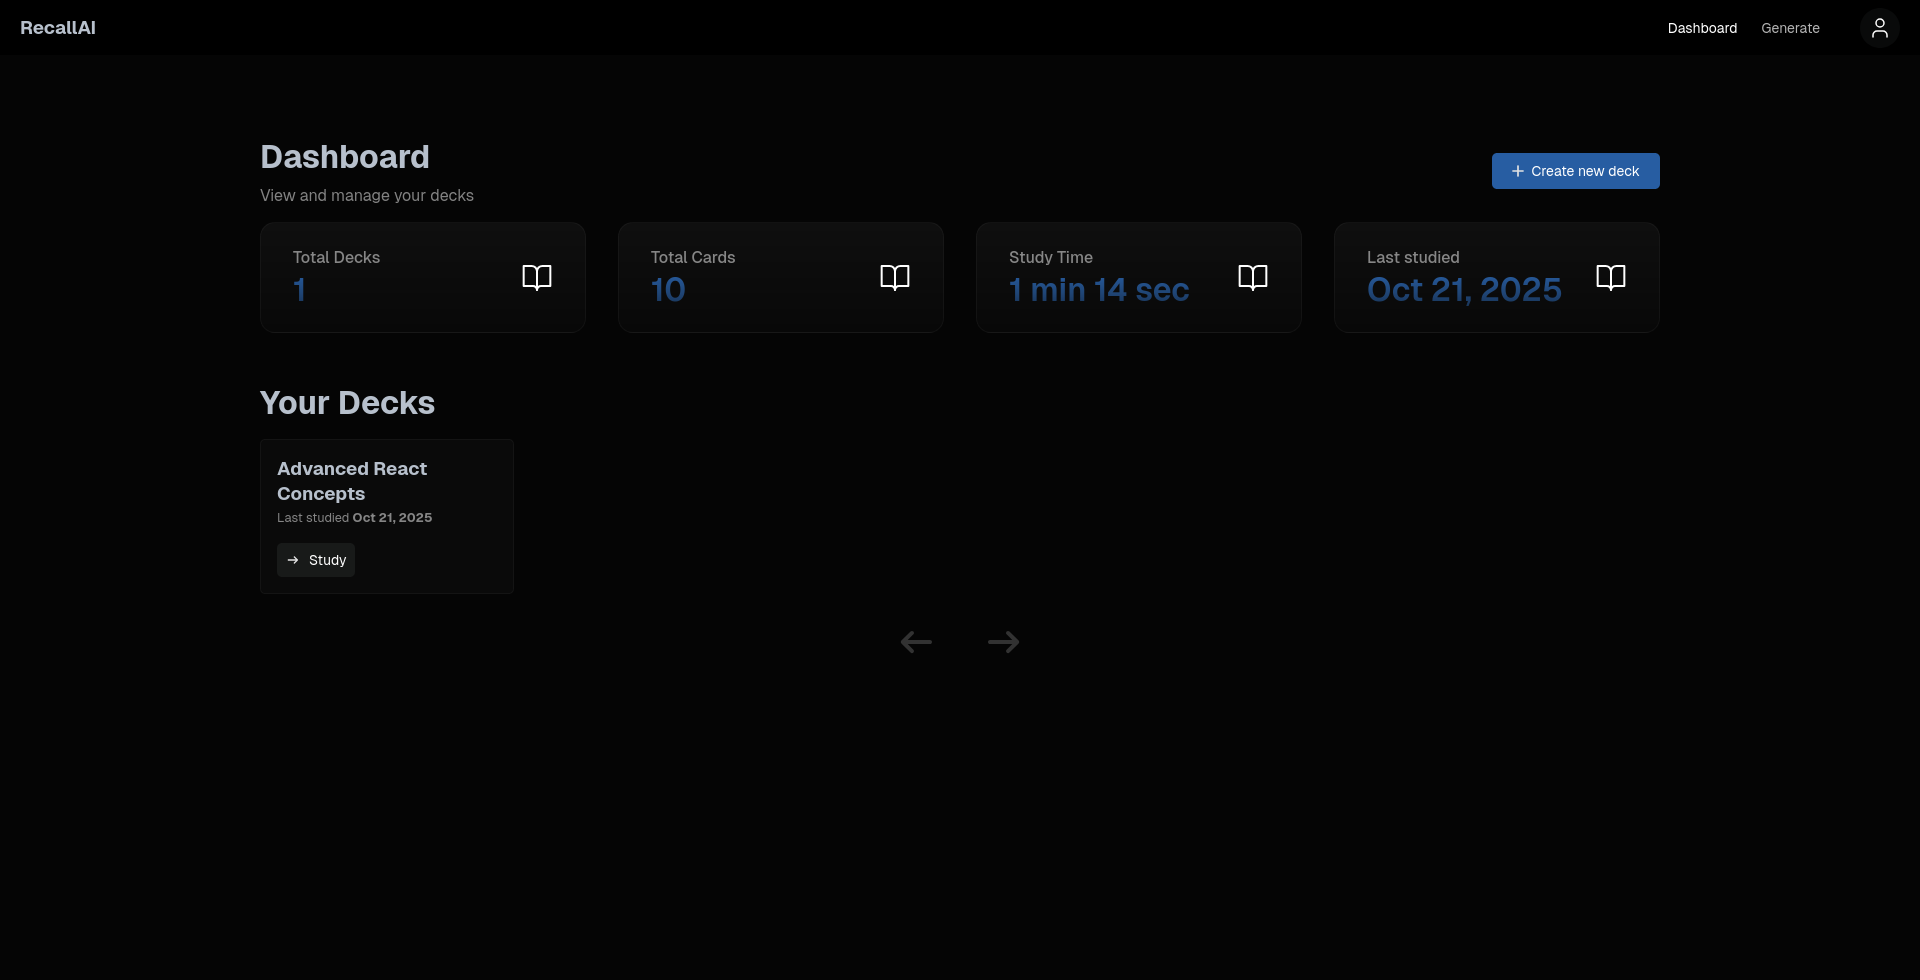 RecallAI
Dashboard
Generate
Dashboard
View and manage your decks
Create new deck
Total Decks
1
Total Cards
10
Study Time
1 min 14 sec
Last studied
Oct 21, 2025
Your Decks
Advanced React
Concepts
Last studied Oct 21, 2025
Study